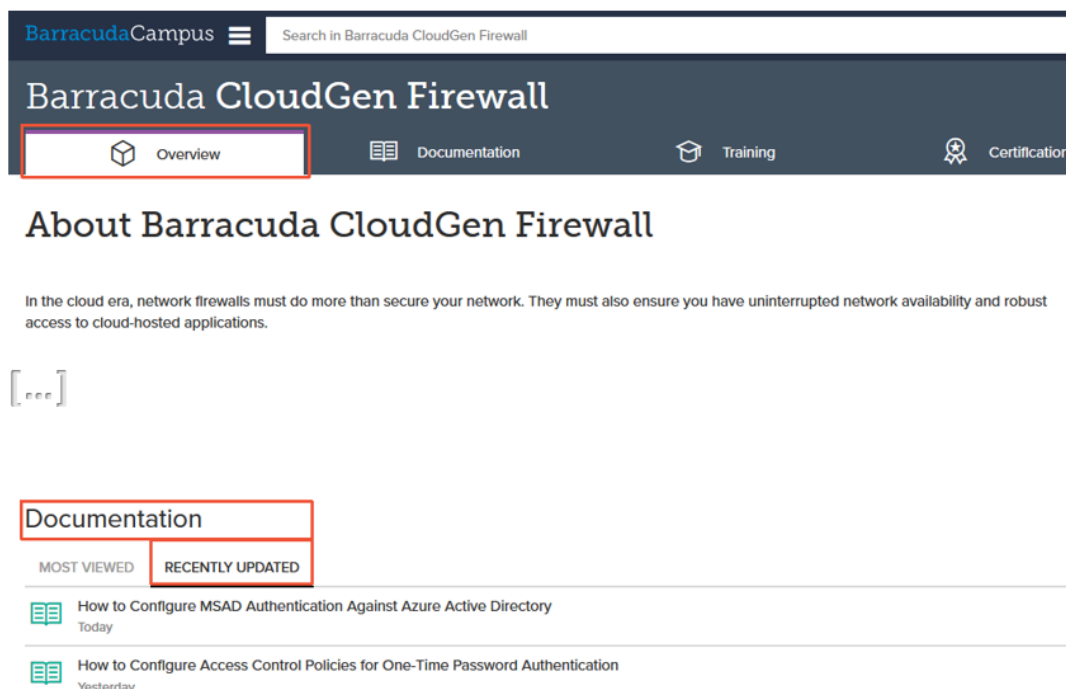 BarracudaCampus
Search in Barracuda CloudGen Firewall
Barracuda CloudGen Firewall
Overview
Documentation
Training
Certification
About Barracuda CloudGen Firewall
In the cloud era, network firewalls must do more than secure your network. They must also ensure you have uninterrupted network availability and robust
access to cloud-hosted applications.
[...]
Documentation
MOST VIEWED
RECENTLY UPDATED
How to Configure MSAD Authentication Against Azure Active Directory
Today
How to Configure Access Control Policies for One-Time Password Authentication
Yesterday